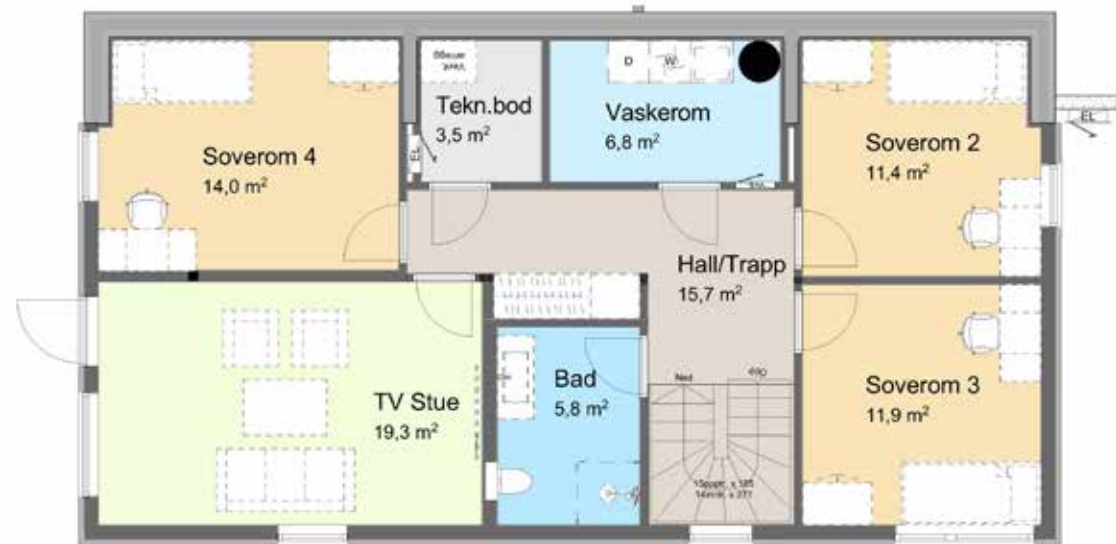 Vent.
aggregg
D
W
Tekn.bod
3,5 m²
Vaskerom
6,8 m²
Soverom 4
14,0 m²
Soverom 2
11,4 m²
EL
EL
Hall/Trapp
15,7 m²
TV Stue
19,3 m²
Bad
5,8 m²
Ned
Soverom 3
11,9 m²